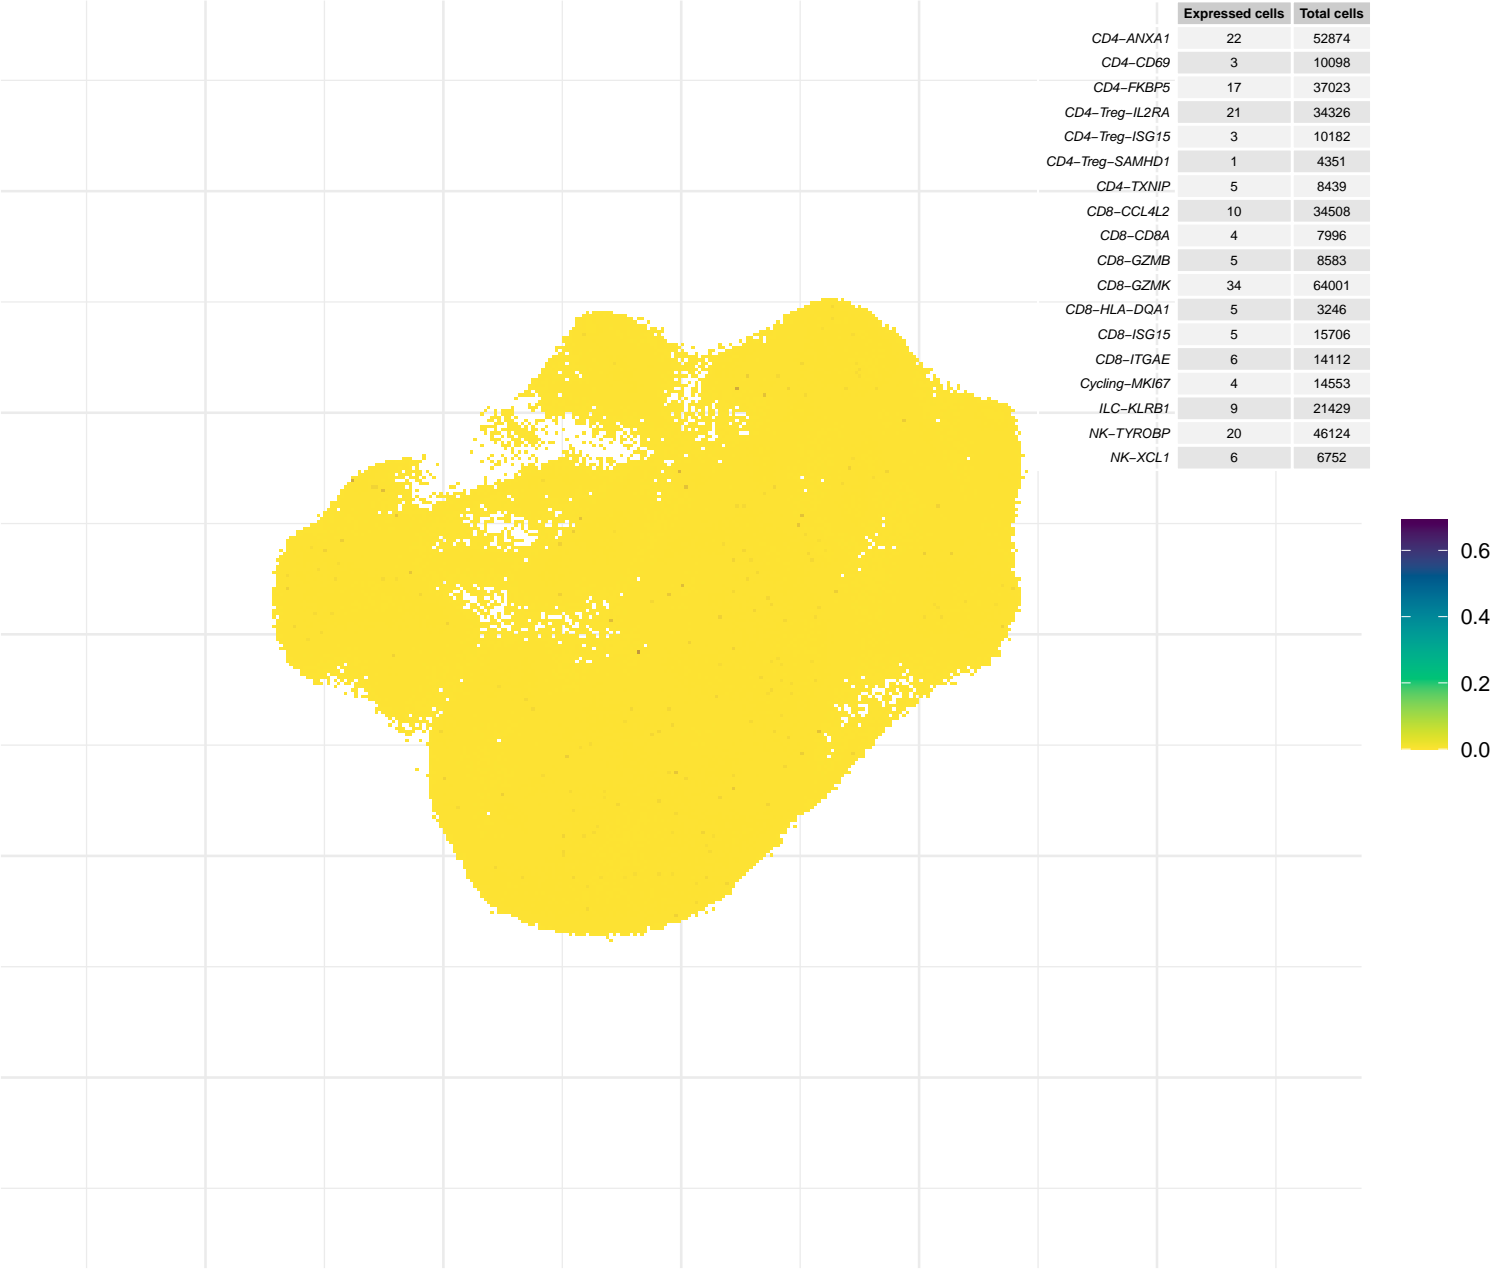 Expressed cells Total cells
CD4−ANXA1 22 52874
CD4−CD69 3 10098
CD4−FKBP5 17 37023
CD4−Treg−IL2RA 21 34326
CD4−Treg−ISG15 3 10182
CD4−Treg−SAMHD1 1 4351
CD4−TXNIP 5 8439
CD8−CCL4L2 10 34508
CD8−CD8A 4 7996
CD8−GZMB 5 8583
CD8−GZMK 34 64001
CD8−HLA−DQA1 5 3246
CD8−ISG15 5 15706
CD8−ITGAE 6 14112
Cycling−MKI67 4 14553
ILC−KLRB1 9 21429
NK−TYROBP 20 46124
NK−XCL1 6 6752
0.6
0.4
0.2
0.0